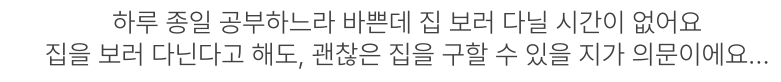 하루 종일 공부하느라 바쁜데 집 보러 다닐 시간이 없어요
집을 보러 다닌다고 해도, 괜찮은 집을 구할 수 있을 지가 의문이에요...